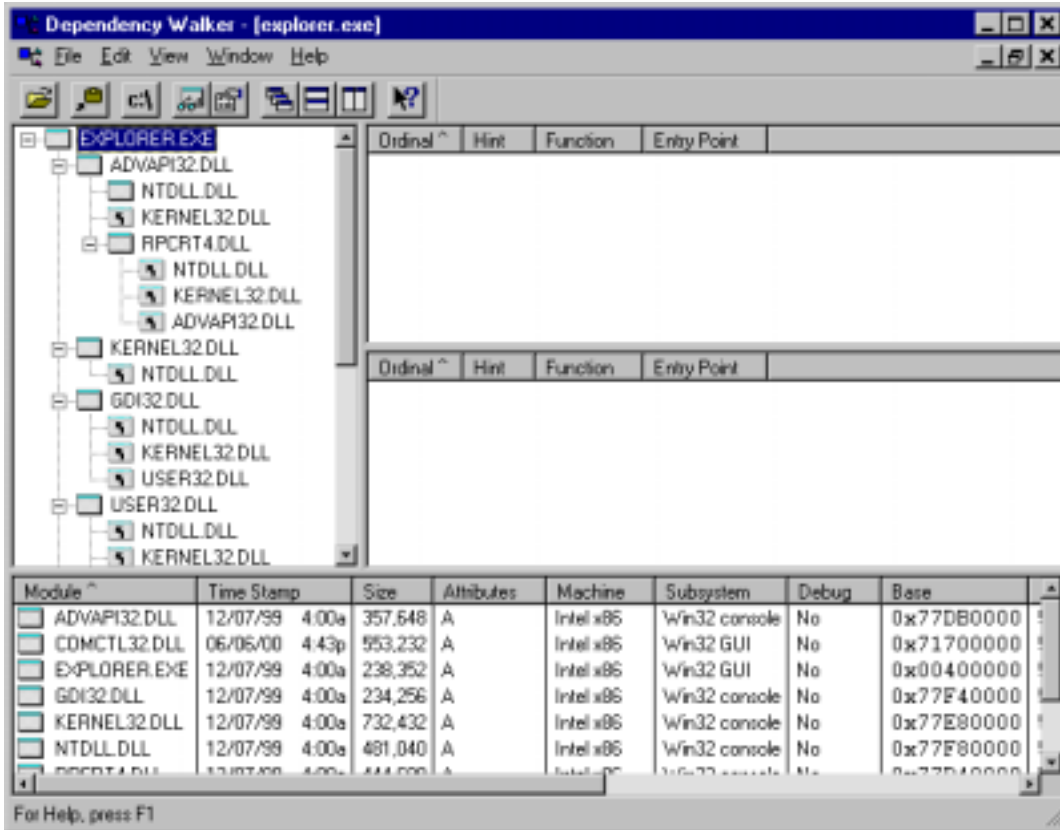 Dependency Walker - [explorer.exe]
File Edit View Window Help
c:\
EXPLORER.EXE
ADVAPI32.DLL
NTDLL.DLL
KERNEL32.DLL
RPCRT4.DLL
NTDLL.DLL
KERNEL32.DLL
ADVAPI32.DLL
KERNEL32.DLL
NTDLL.DLL
GDI32.DLL
NTDLL.DLL
KERNEL32.DLL
USER32.DLL
USER32.DLL
NTDLL.DLL
KERNEL32.DLL
Ordinal ^ Hint Function Entry Point
Ordinal ^ Hint Function Entry Point
Module ^ Time Stamp Size Attributes Machine Subsystem Debug Base
ADVAPI32.DLL 12/07/99 4:00a 357,648 A Intel x86 Win32 console No 0x77DB0000
COMCTL32.DLL 06/06/00 4:43p 553,232 A Intel x86 Win32 GUI No 0x71700000
EXPLORER.EXE 12/07/99 4:00a 238,352 A Intel x86 Win32 GUI No 0x00400000
GDI32.DLL 12/07/99 4:00a 234,256 A Intel x86 Win32 console No 0x77F40000
KERNEL32.DLL 12/07/99 4:00a 732,432 A Intel x86 Win32 console No 0x77E80000
NTDLL.DLL 12/07/99 4:00a 481,040 A Intel x86 Win32 console No 0x77F80000
For Help, press F1